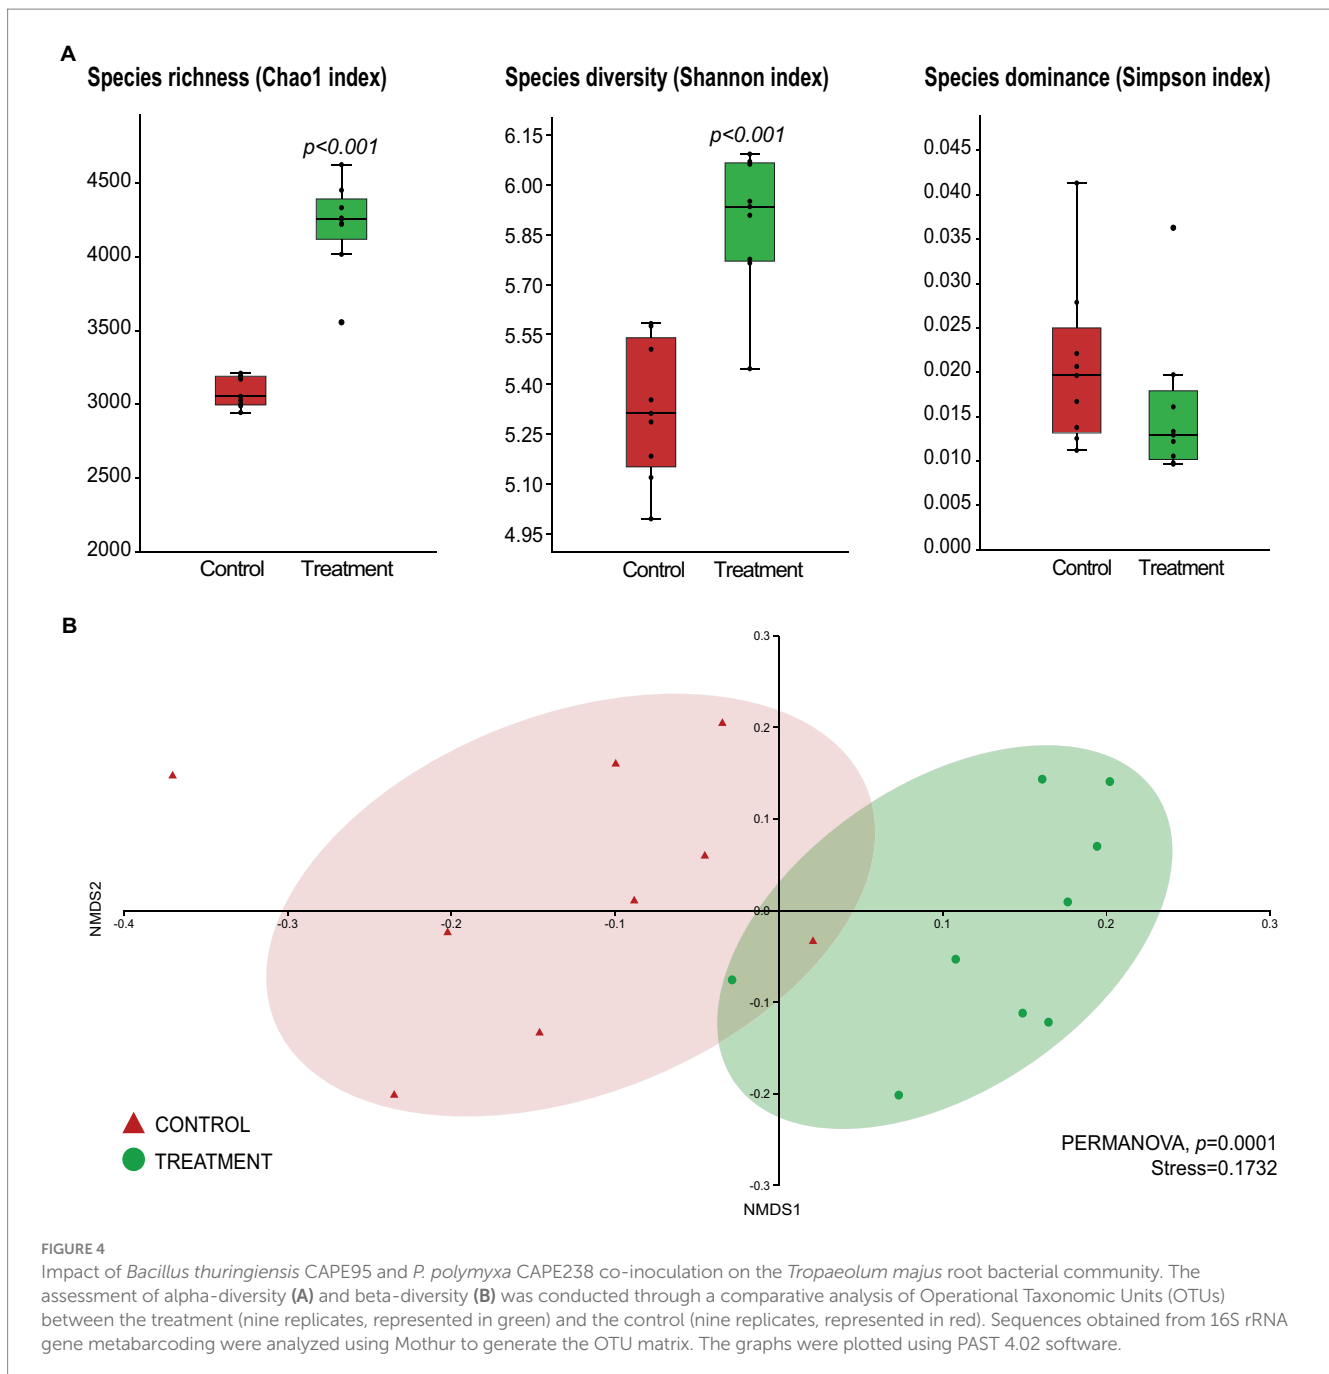 A
Species richness (Chao1 index)
Species diversity (Shannon index)
Species dominance (Simpson index)
p<0.001
4500
4000
3500
3000
2500
2000
Control
Treatment
p<0.001
6.15
6.00
5.85
5.70
5.55
5.40
5.25
5.10
4.95
Control
Treatment
0.045
0.040
0.035
0.030
0.025
0.020
0.015
0.010
0.005
0.000
Control
Treatment
B
0.3
0.2
0.1
0.0
-0.1
-0.2
-0.3
NMDS2
-0.4
-0.3
-0.2
-0.1
0.1
0.2
0.3
NMDS1
CONTROL
TREATMENT
PERMANOVA, p=0.0001
Stress=0.1732
FIGURE 4
Impact of Bacillus thuringiensis CAPE95 and P. polymyxa CAPE238 co-inoculation on the Tropaeolum majus root bacterial community. The
assessment of alpha-diversity (A) and beta-diversity (B) was conducted through a comparative analysis of Operational Taxonomic Units (OTUs)
between the treatment (nine replicates, represented in green) and the control (nine replicates, represented in red). Sequences obtained from 16S rRNA
gene metabarcoding were analyzed using Mothur to generate the OTU matrix. The graphs were plotted using PAST 4.02 software.